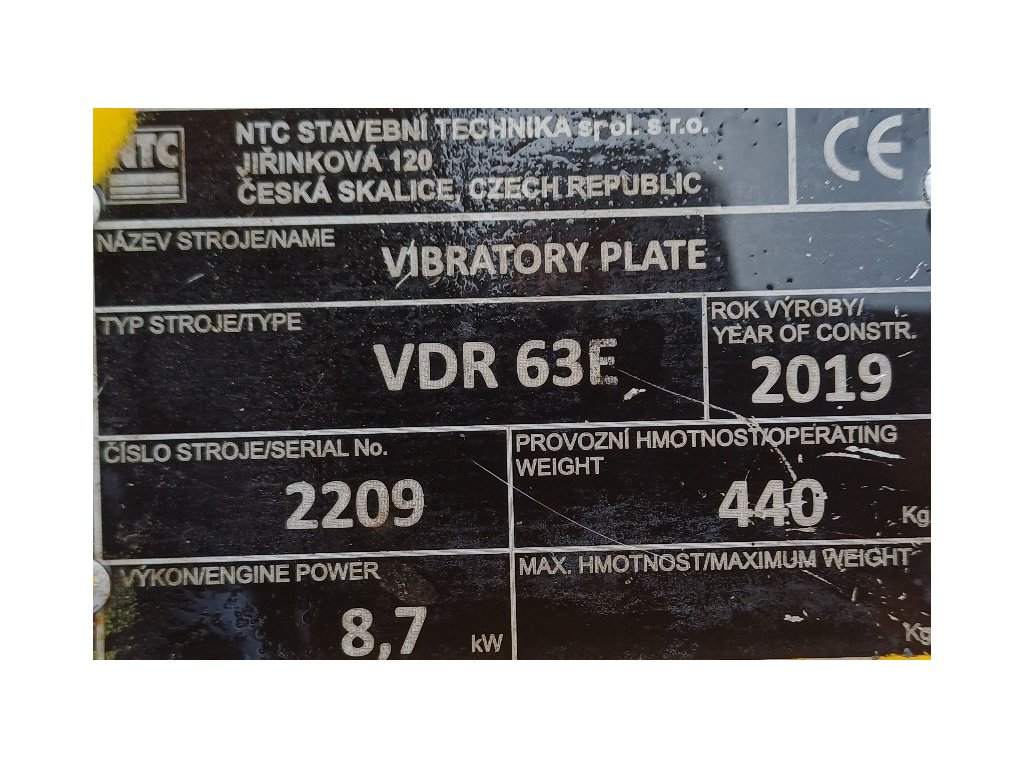 NTC
NTC STAVEBNÍ TECHNIKA spol. s r.o.
JIŘINKOVÁ 120
ČESKÁ SKALICE, CZECH REPUBLIC
CE
NÁZEV STROJE/NAME
VIBRATORY PLATE
TYP STROJE/TYPE
VDR 63E
ROK VÝROBY/
YEAR OF CONSTR.
2019
ČÍSLO STROJE/SERIAL No.
2209
PROVOZNÍ HMOTNOST/OPERATING
WEIGHT
440 Kg
VÝKON/ENGINE POWER
8,7 kW
MAX. HMOTNOST/MAXIMUM WEIGHT
Kg